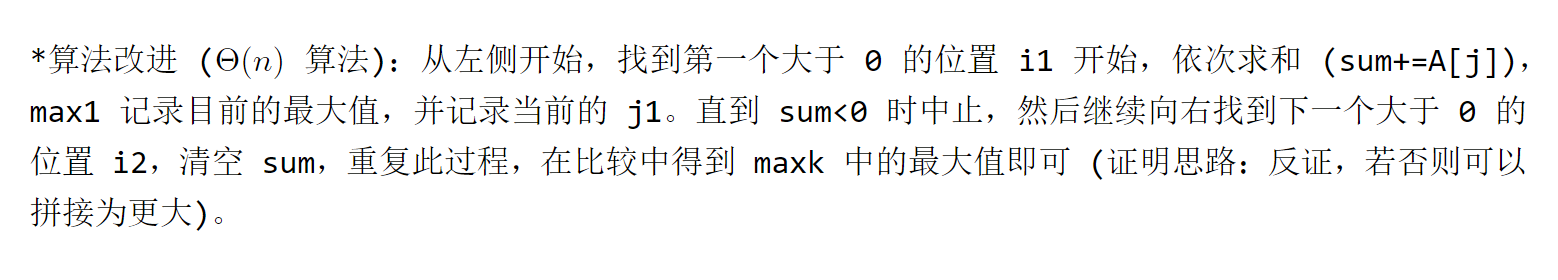 *算法改进 (Θ(n) 算法): 从左侧开始，找到第一个大于 0 的位置 i1 开始，依次求和 (sum+=A[j])，
max1 记录目前的最大值，并记录当前的 j1。直到 sum<0 时中止，然后继续向右找到下一个大于 0 的
位置 i2，清空 sum，重复此过程，在比较中得到 maxk 中的最大值即可 (证明思路: 反证，若否则可以
拼接为更大)。